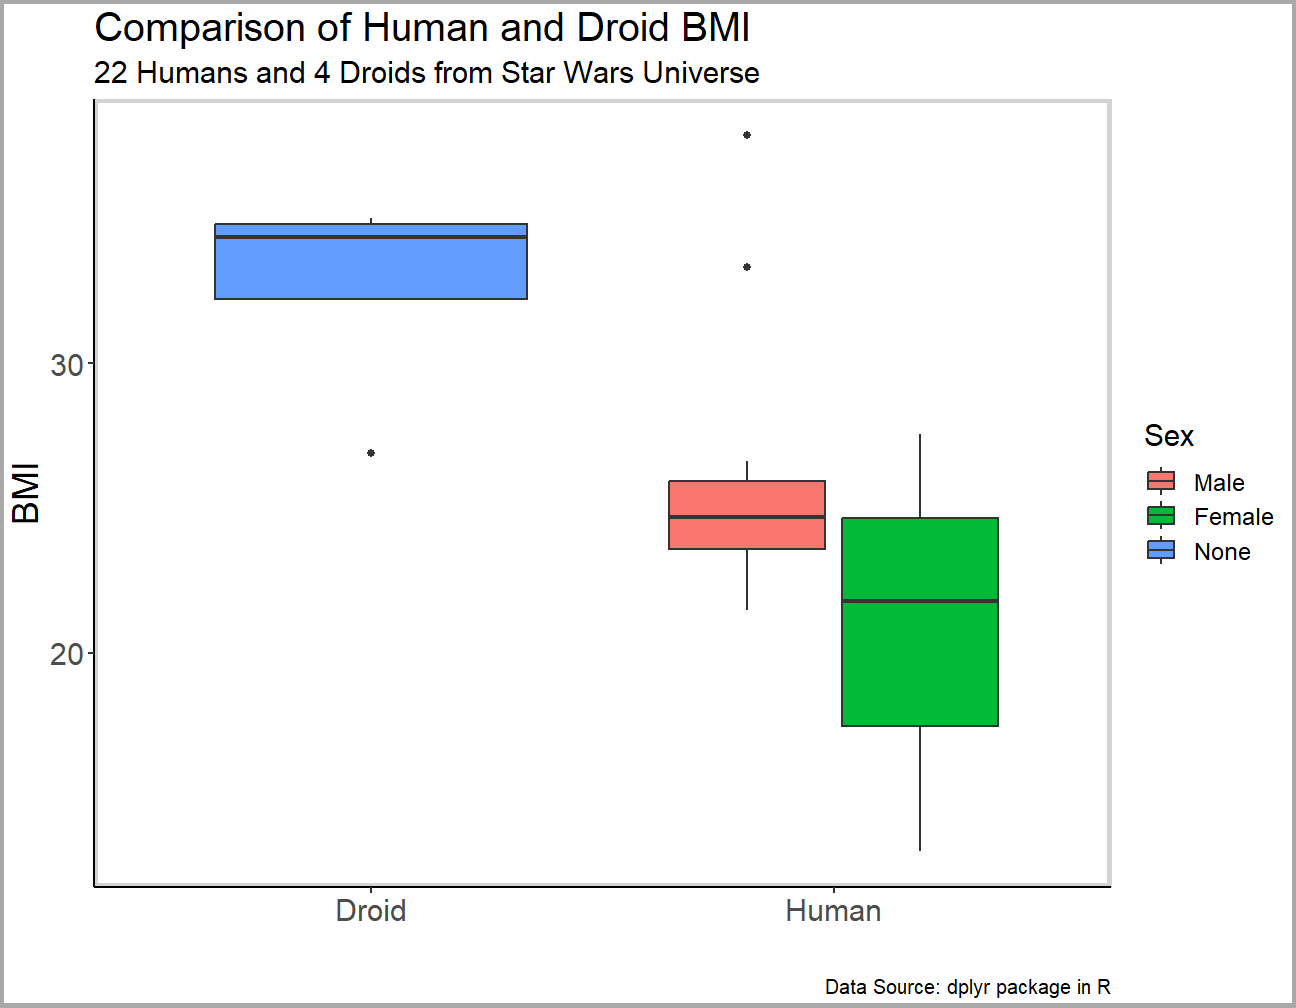 Comparison of Human and Droid BMI
22 Humans and 4 Droids from Star Wars Universe
BMI
30
20
Droid
Human
Sex
Male
Female
None
Data Source: dplyr package in R